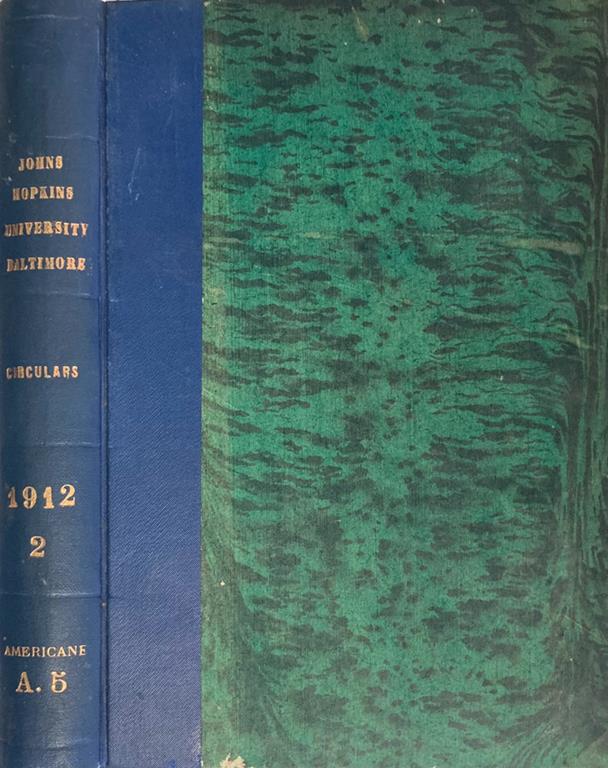 JOHNS
HOPKINS
UNIVERSITY
BALTIMORE
CIRCULARS
1912
2
AMERICANE
A. 5